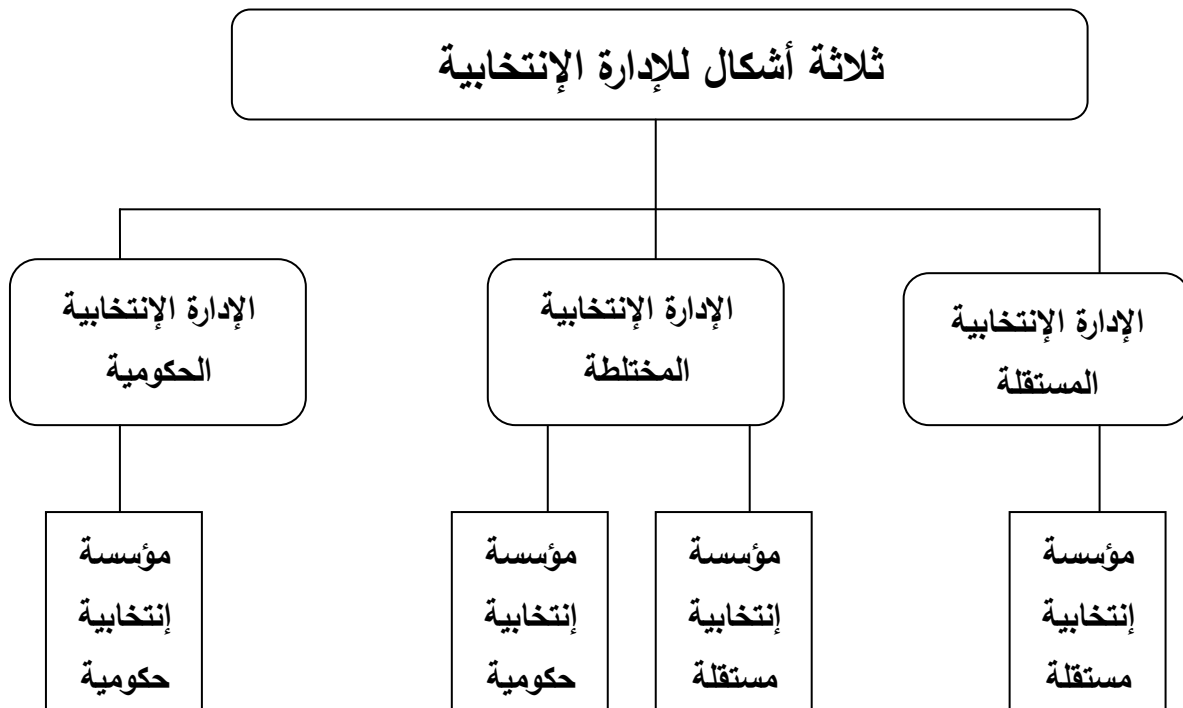 ثلاثة أشكال للإدارة الإنتخابية
الإدارة الإنتخابية
المستقلة
الإدارة الإنتخابية
المختلطة
الإدارة الإنتخابية
الحكومية
مؤسسة
إنتخابية
مستقلة
مؤسسة
إنتخابية
مستقلة
مؤسسة
إنتخابية
حكومية
مؤسسة
إنتخابية
حكومية